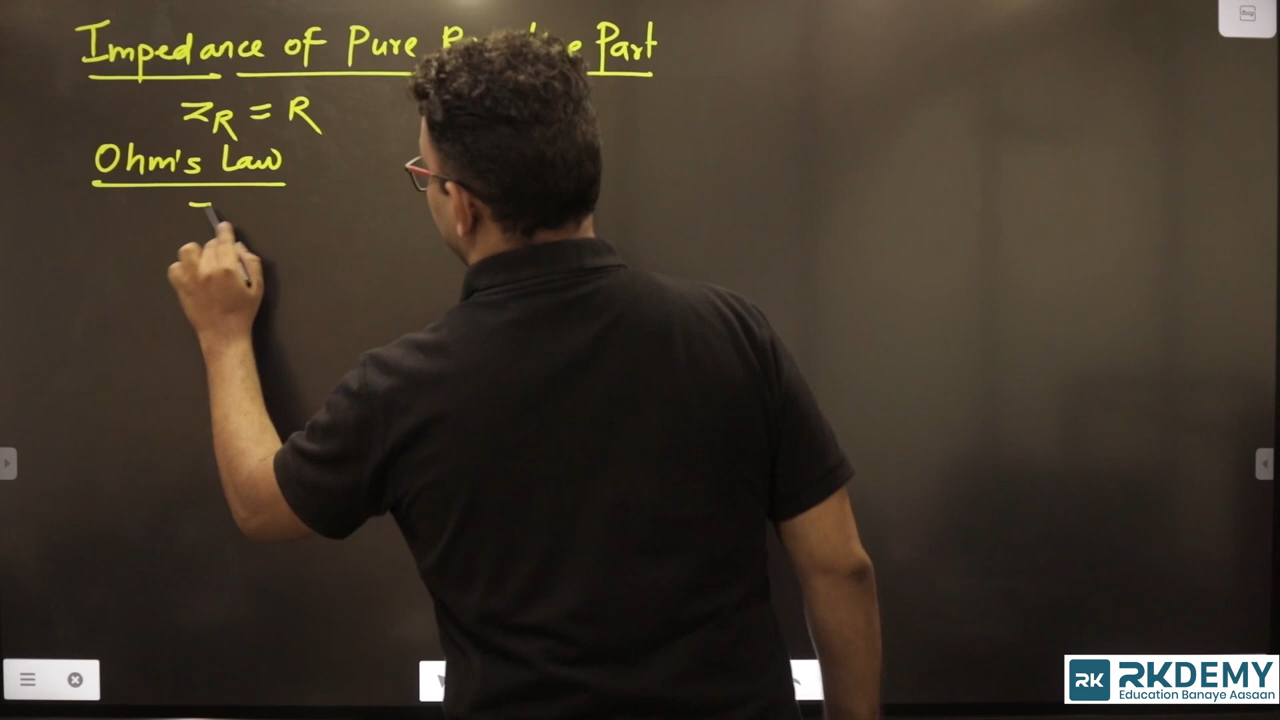 Impedance of Pure Part
Z_R = R
Ohm's Law
RK RKDEMY
Education Banaye Aasaan